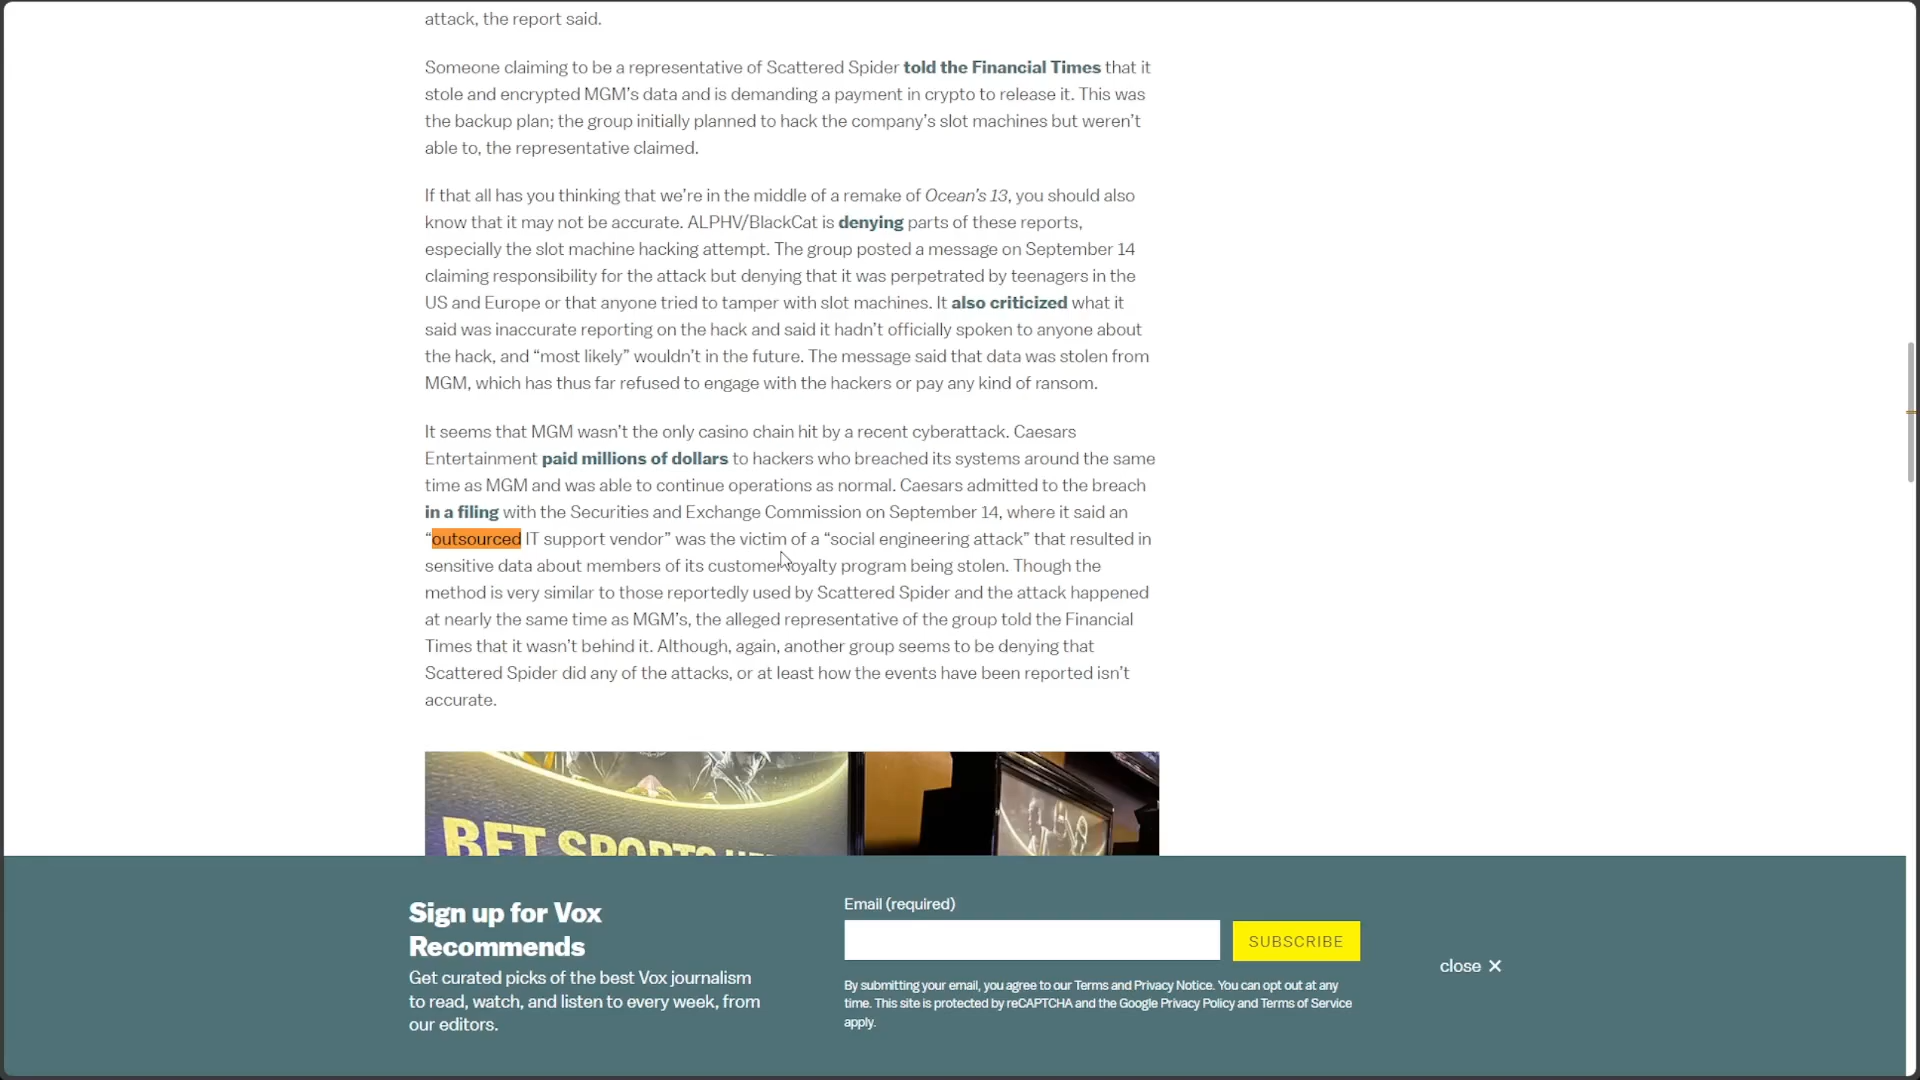 attack, the report said.
Someone claiming to be a representative of Scattered Spider told the Financial Times that it
stole and encrypted MGM’s data and is demanding a payment in crypto to release it. This was
the backup plan; the group initially planned to hack the company’s slot machines but weren’t
able to, the representative claimed.
If that all has you thinking that we’re in the middle of a remake of Ocean’s 13, you should also
know that it may not be accurate. ALPHV/BlackCat is denying parts of these reports,
especially the slot machine hacking attempt. The group posted a message on September 14
claiming responsibility for the attack but denying that it was perpetrated by teenagers in the
US and Europe or that anyone tried to tamper with slot machines. It also criticized what it
said was inaccurate reporting on the hack and said it hadn’t officially spoken to anyone about
the hack, and “most likely” wouldn’t in the future. The message said that data was stolen from
MGM, which has thus far refused to engage with the hackers or pay any kind of ransom.
It seems that MGM wasn’t the only casino chain hit by a recent cyberattack. Caesars
Entertainment paid millions of dollars to hackers who breached its systems around the same
time as MGM and was able to continue operations as normal. Caesars admitted to the breach
in a filing with the Securities and Exchange Commission on September 14, where it said an
“outsourced IT support vendor” was the victim of a “social engineering attack” that resulted in
sensitive data about members of its customer loyalty program being stolen. Though the
method is very similar to those reportedly used by Scattered Spider and the attack happened
at nearly the same time as MGM’s, the alleged representative of the group told the Financial
Times that it wasn’t behind it. Although, again, another group seems to be denying that
Scattered Spider did any of the attacks, or at least how the events have been reported isn’t
accurate.
BET SPORTS
Sign up for Vox
Recommends
Get curated picks of the best Vox journalism
to read, watch, and listen to every week, from
our editors.
Email (required)
SUBSCRIBE
By submitting your email, you agree to our Terms and Privacy Notice. You can opt out at any
time. This site is protected by reCAPTCHA and the Google Privacy Policy and Terms of Service
apply.
close ✕